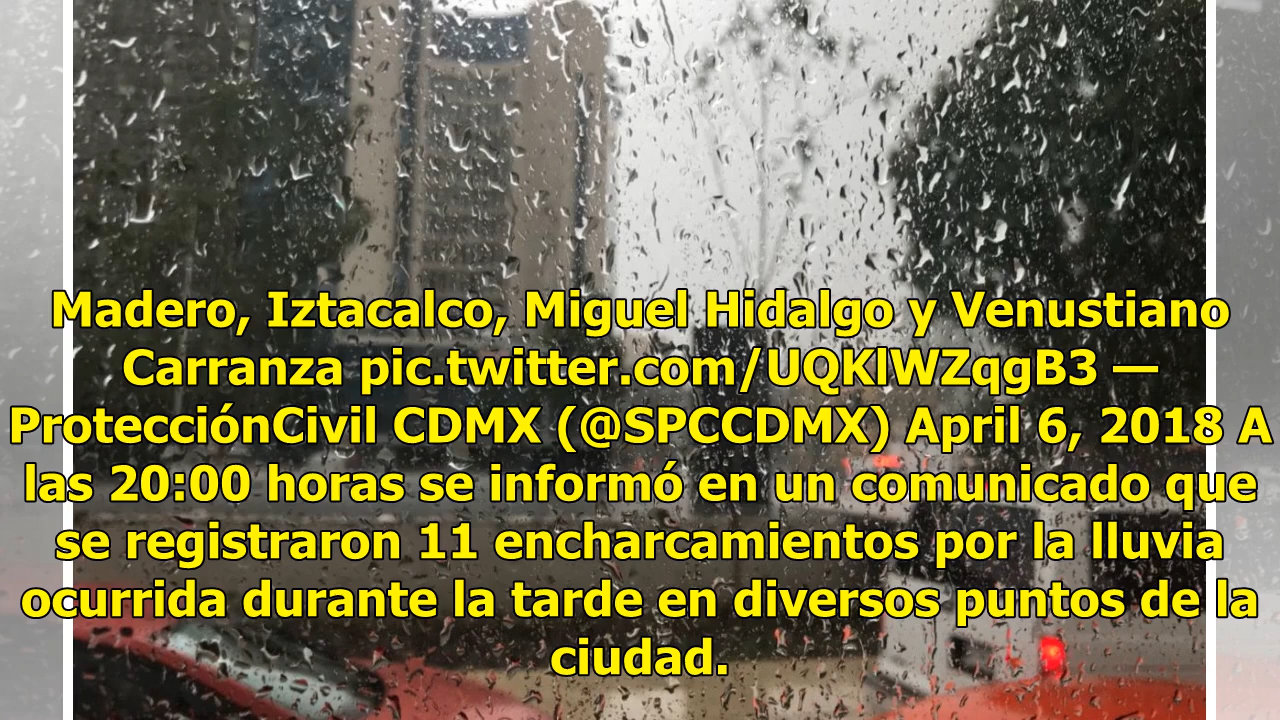 Madero, Iztacalco, Miguel Hidalgo y Venustiano
Carranza pic.twitter.com/UQKlWZqgB3 —
ProtecciónCivil CDMX (@SPCCDMX) April 6, 2018 A
las 20:00 horas se informó en un comunicado que
se registraron 11 encharcamientos por la lluvia
ocurrida durante la tarde en diversos puntos de la
ciudad.